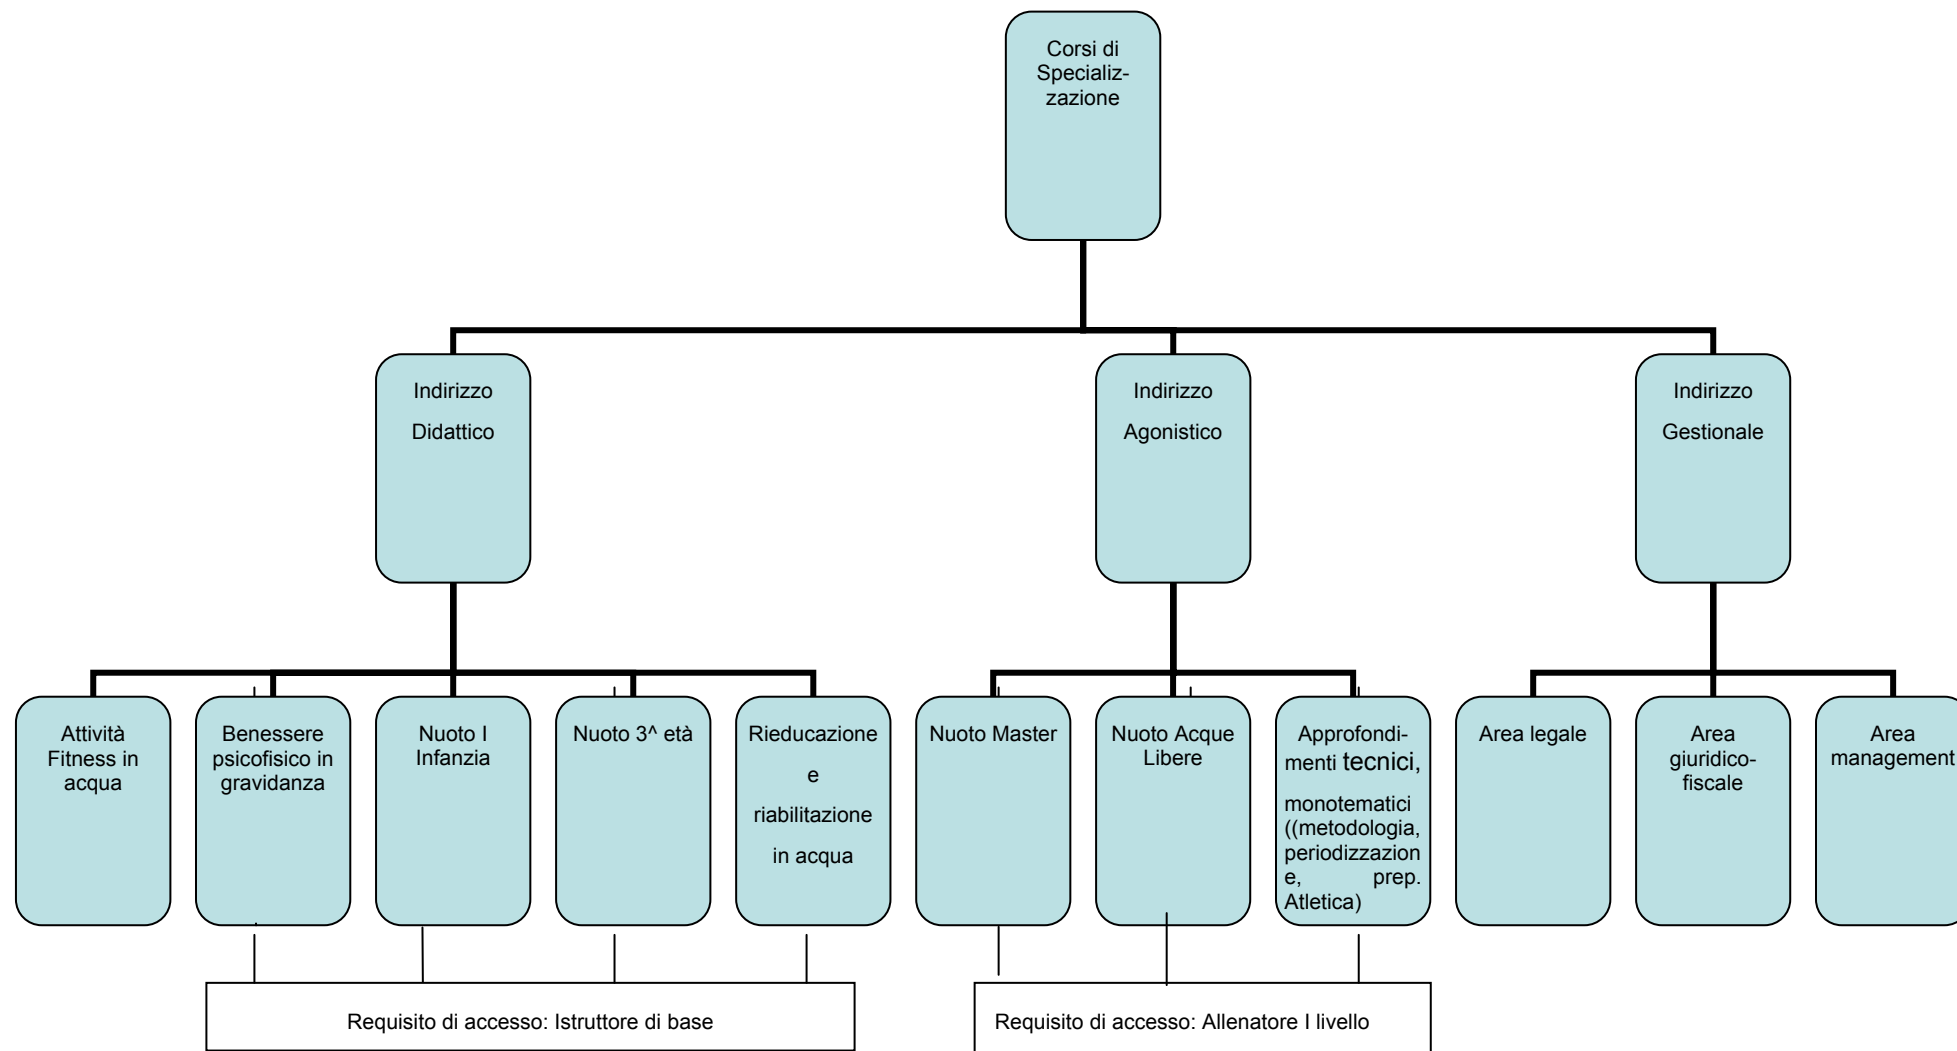 Corsi di
Specializ-
zazione
Indirizzo
Didattico
Indirizzo
Agonistico
Indirizzo
Gestionale
Attività
Fitness in
acqua
Benessere
psicofisico in
gravidanza
Nuoto I
Infanzia
Nuoto 3^ età
Rieducazione
e
riabilitazione
in acqua
Nuoto Master
Nuoto Acque
Libere
Approfondi-
menti tecnici,
monotematici
((metodologia,
periodizzazion
e, prep.
Atletica)
Area legale
Area
giuridico-
fiscale
Area
management
Requisito di accesso: Istruttore di base
Requisito di accesso: Allenatore I livello